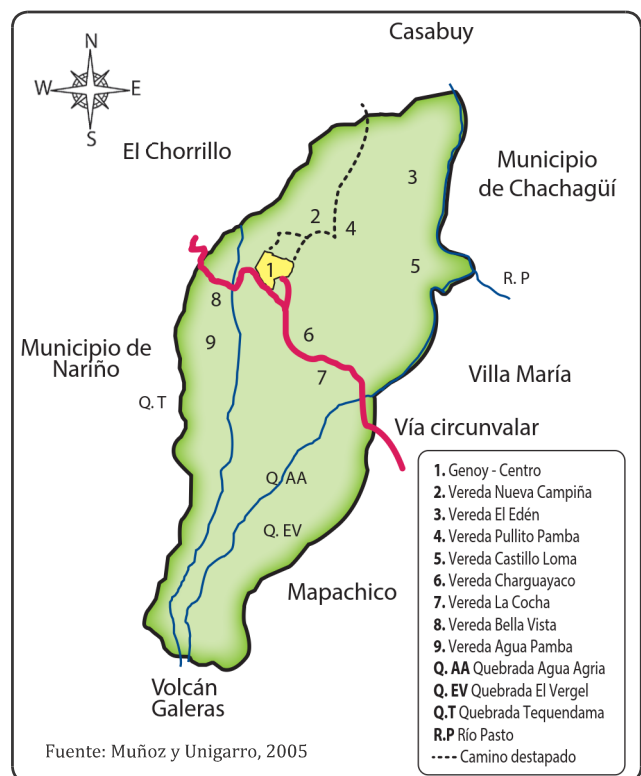 Casabuy
N
W
E
S
El Chorrillo
Municipio
de Chachagüí
3
2
4
1
5
R. P
8
6
9
7
Municipio de
Nariño
Villa María
Q. T
Vía circunvalar
Q. AA
Q. EV
Mapachico
Volcán
Galeras
1. Genoy - Centro
2. Vereda Nueva Campiña
3. Vereda El Edén
4. Vereda Pullito Pamba
5. Vereda Castillo Loma
6. Vereda Charguayaco
7. Vereda La Cocha
8. Vereda Bella Vista
9. Vereda Agua Pamba
Q. AA Quebrada Agua Agria
Q. EV Quebrada El Vergel
Q.T Quebrada Tequendama
R.P Río Pasto
Camino destapado
Fuente: Muñoz y Unigarro, 2005